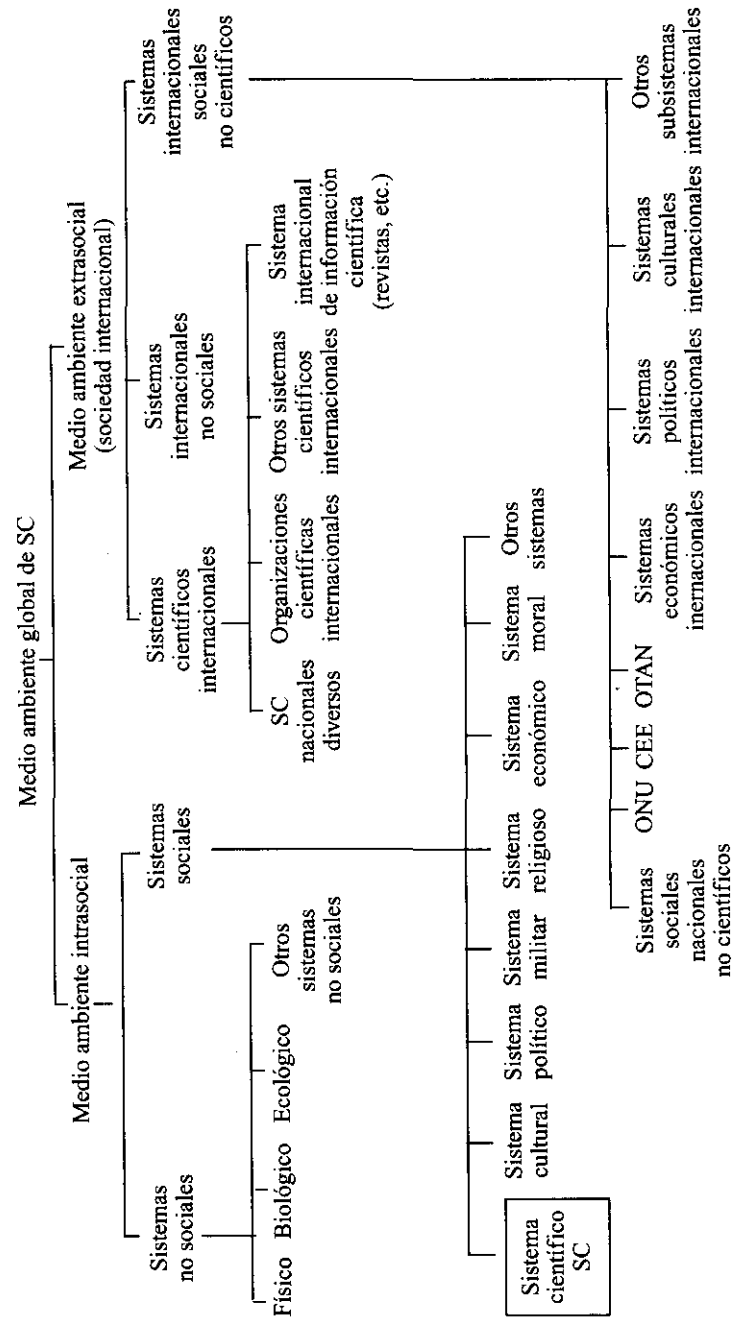 Medio ambiente global de SC
Medio ambiente intrasocial
Medio ambiente extrasocial
(sociedad internacional)
Sistemas
no sociales
Sistemas
sociales
Sistemas
científicos
internacionales
Sistemas
internacionales
no sociales
Sistemas
internacionales
sociales
no científicos
Físico
Biológico
Ecológico
Otros
sistemas
no sociales
SC
nacionales
diversos
Organizaciones
científicas
internacionales
Otros sistemas
científicos
internacionales
Sistema
internacional
de información
científica
(revistas, etc.)
Sistema
científico
SC
Sistema
cultural
Sistema
político
Sistema
militar
Sistema
religioso
Sistema
económico
Sistema
moral
Otros
sistemas
Sistemas
sociales
nacionales
no científicos
ONU
CEE
OTAN
Sistemas
económicos
inernacionales
Sistemas
políticos
internacionales
Sistemas
culturales
internacionales
Otros
subsistemas
internacionales